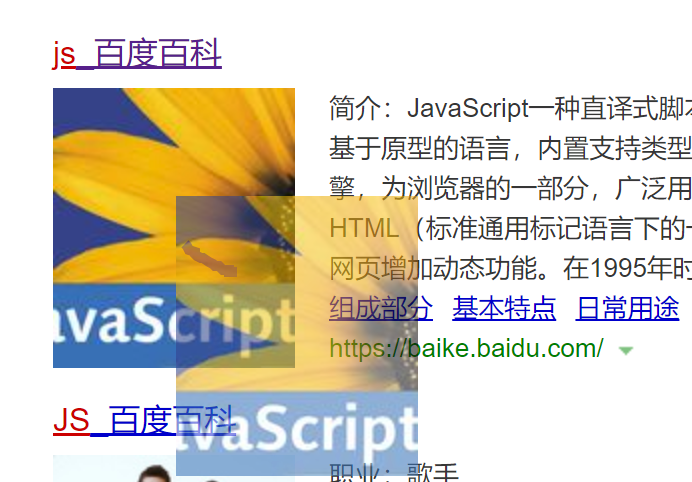 js_百度百科
avaScript
简介：JavaScript一种直译式脚本
基于原型的语言，内置支持类型
擎，为浏览器的一部分，广泛用
HTML（标准通用标记语言下的一
网页增加动态功能。在1995年时
组成部分 基本特点 日常用途
https://baike.baidu.com/
JS_百度百科
avaScript
职业：歌手